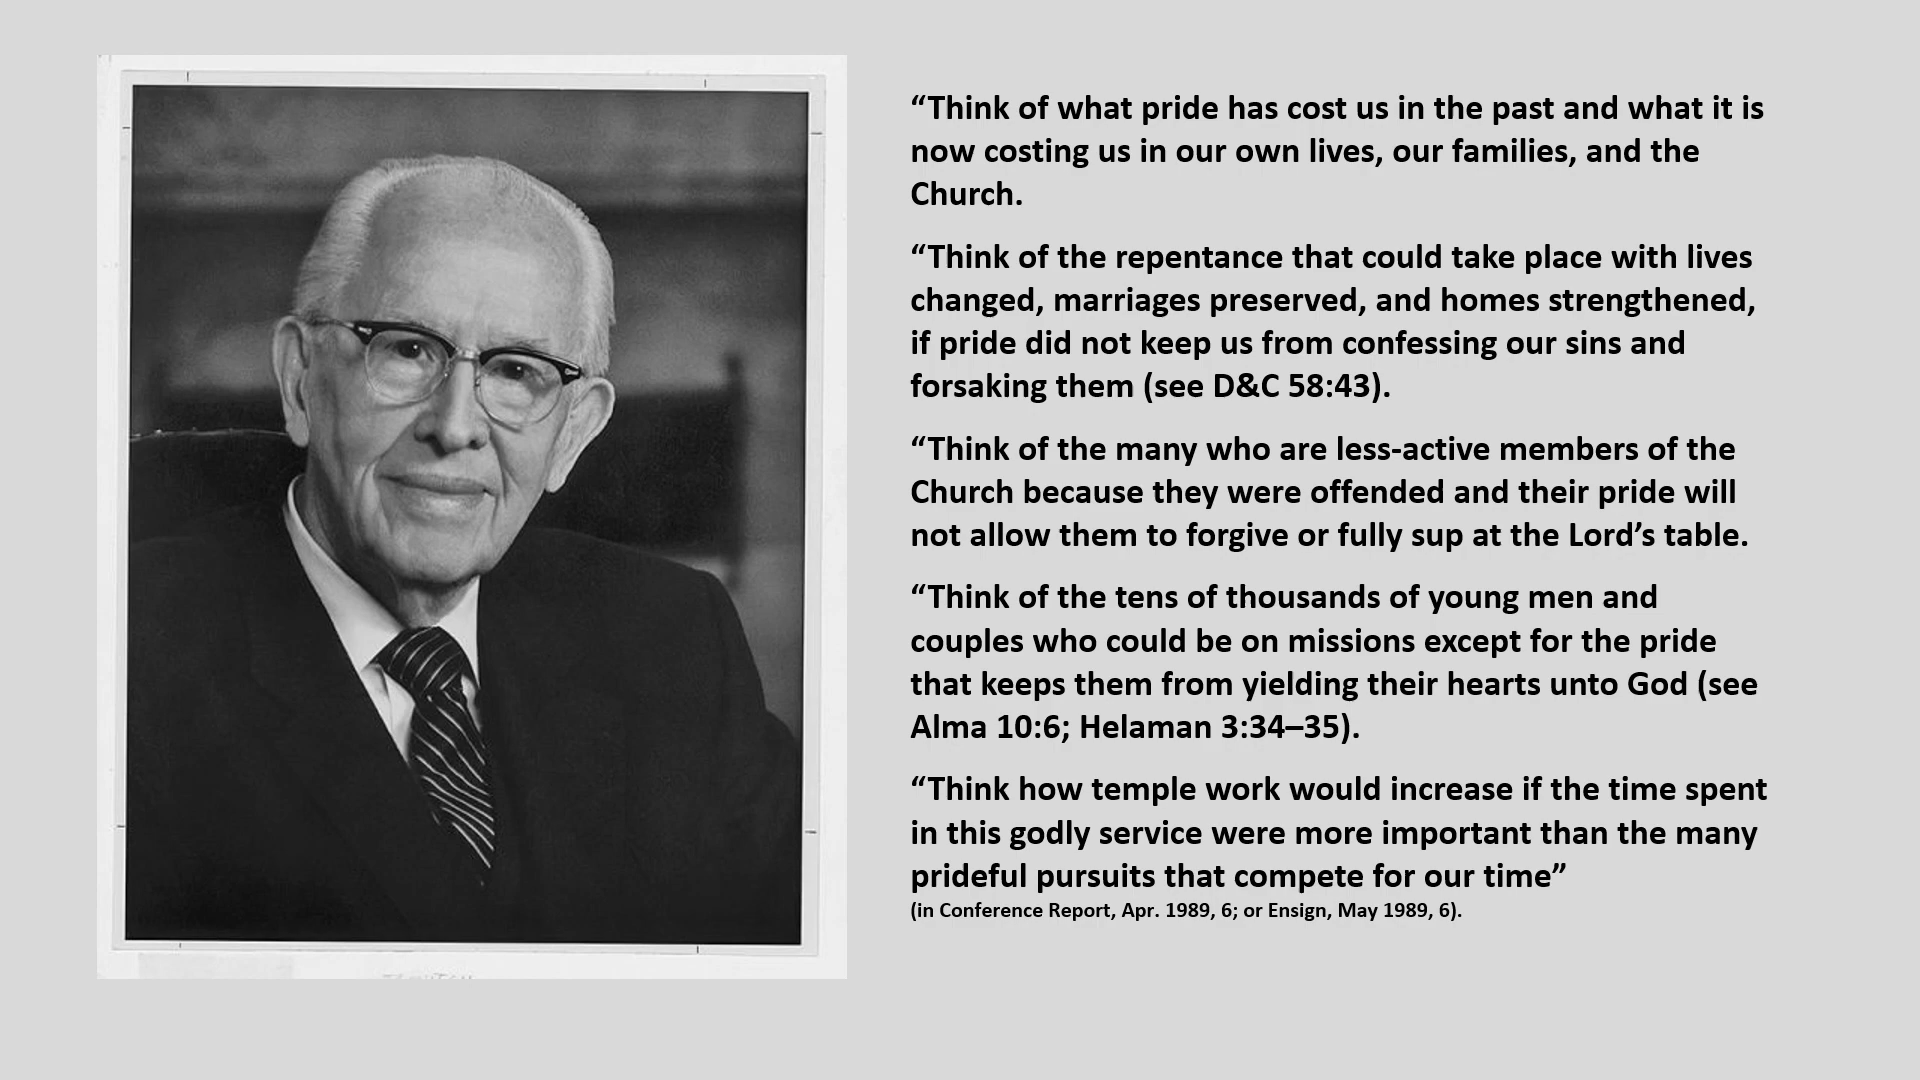 “Think of what pride has cost us in the past and what it is
now costing us in our own lives, our families, and the
Church.
“Think of the repentance that could take place with lives
changed, marriages preserved, and homes strengthened,
if pride did not keep us from confessing our sins and
forsaking them (see D&C 58:43).
“Think of the many who are less-active members of the
Church because they were offended and their pride will
not allow them to forgive or fully sup at the Lord’s table.
“Think of the tens of thousands of young men and
couples who could be on missions except for the pride
that keeps them from yielding their hearts unto God (see
Alma 10:6; Helaman 3:34–35).
“Think how temple work would increase if the time spent
in this godly service were more important than the many
prideful pursuits that compete for our time”
(in Conference Report, Apr. 1989, 6; or Ensign, May 1989, 6).